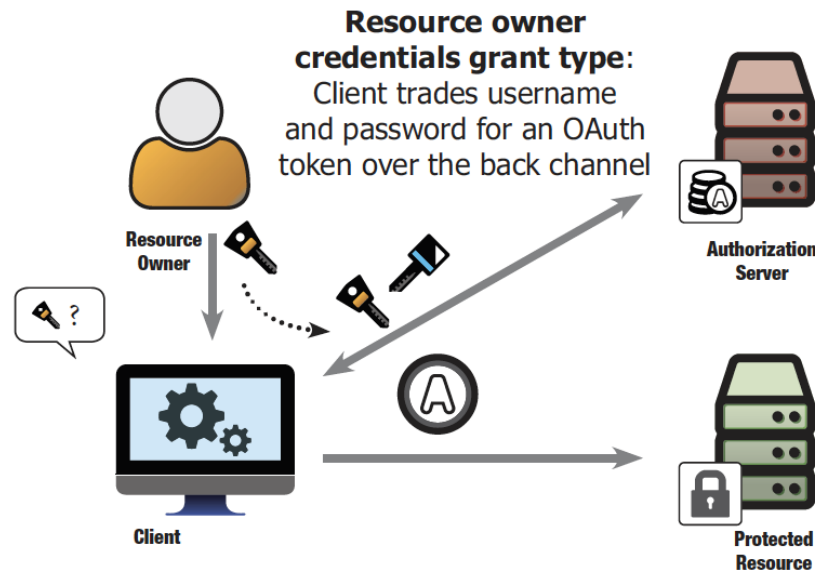 Resource owner
credentials grant type:
Client trades username
and password for an OAuth
token over the back channel
Resource
Owner
Authorization
Server
?
A
A
Client
Protected
Resource